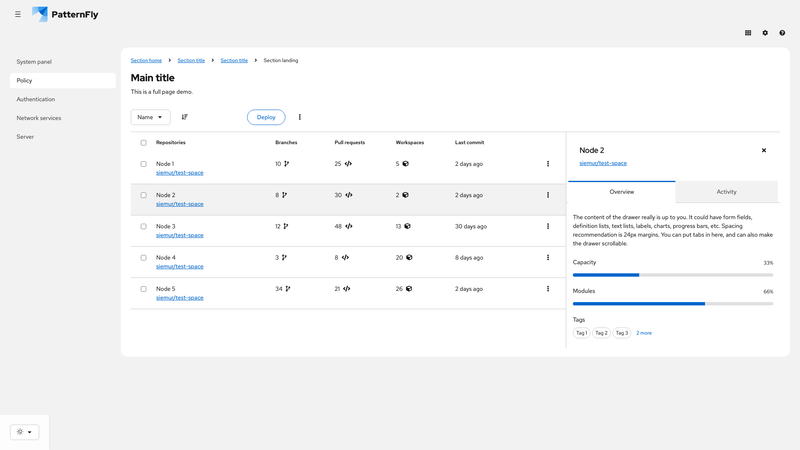 PatternFly
System panel
Policy
Authentication
Network services
Server
Section home
Section title
Section title
Section landing
Main title
This is a full page demo.
Name
Deploy
Repositories Branches Pull requests Workspaces Last commit
Node 1 10 25 5 2 days ago
siemur/test-space
Node 2 8 30 2 2 days ago
siemur/test-space
Node 3 12 48 13 30 days ago
siemur/test-space
Node 4 3 8 20 8 days ago
siemur/test-space
Node 5 34 21 26 2 days ago
siemur/test-space
Node 2
siemur/test-space
Overview Activity
The content of the drawer really is up to you. It could have form fields,
definition lists, text lists, labels, charts, progress bars, etc. Spacing
recommendation is 24px margins. You can put tabs in here, and can also make
the drawer scrollable.
Capacity 33%
Modules 66%
Tags
Tag 1 Tag 2 Tag 3 2 more